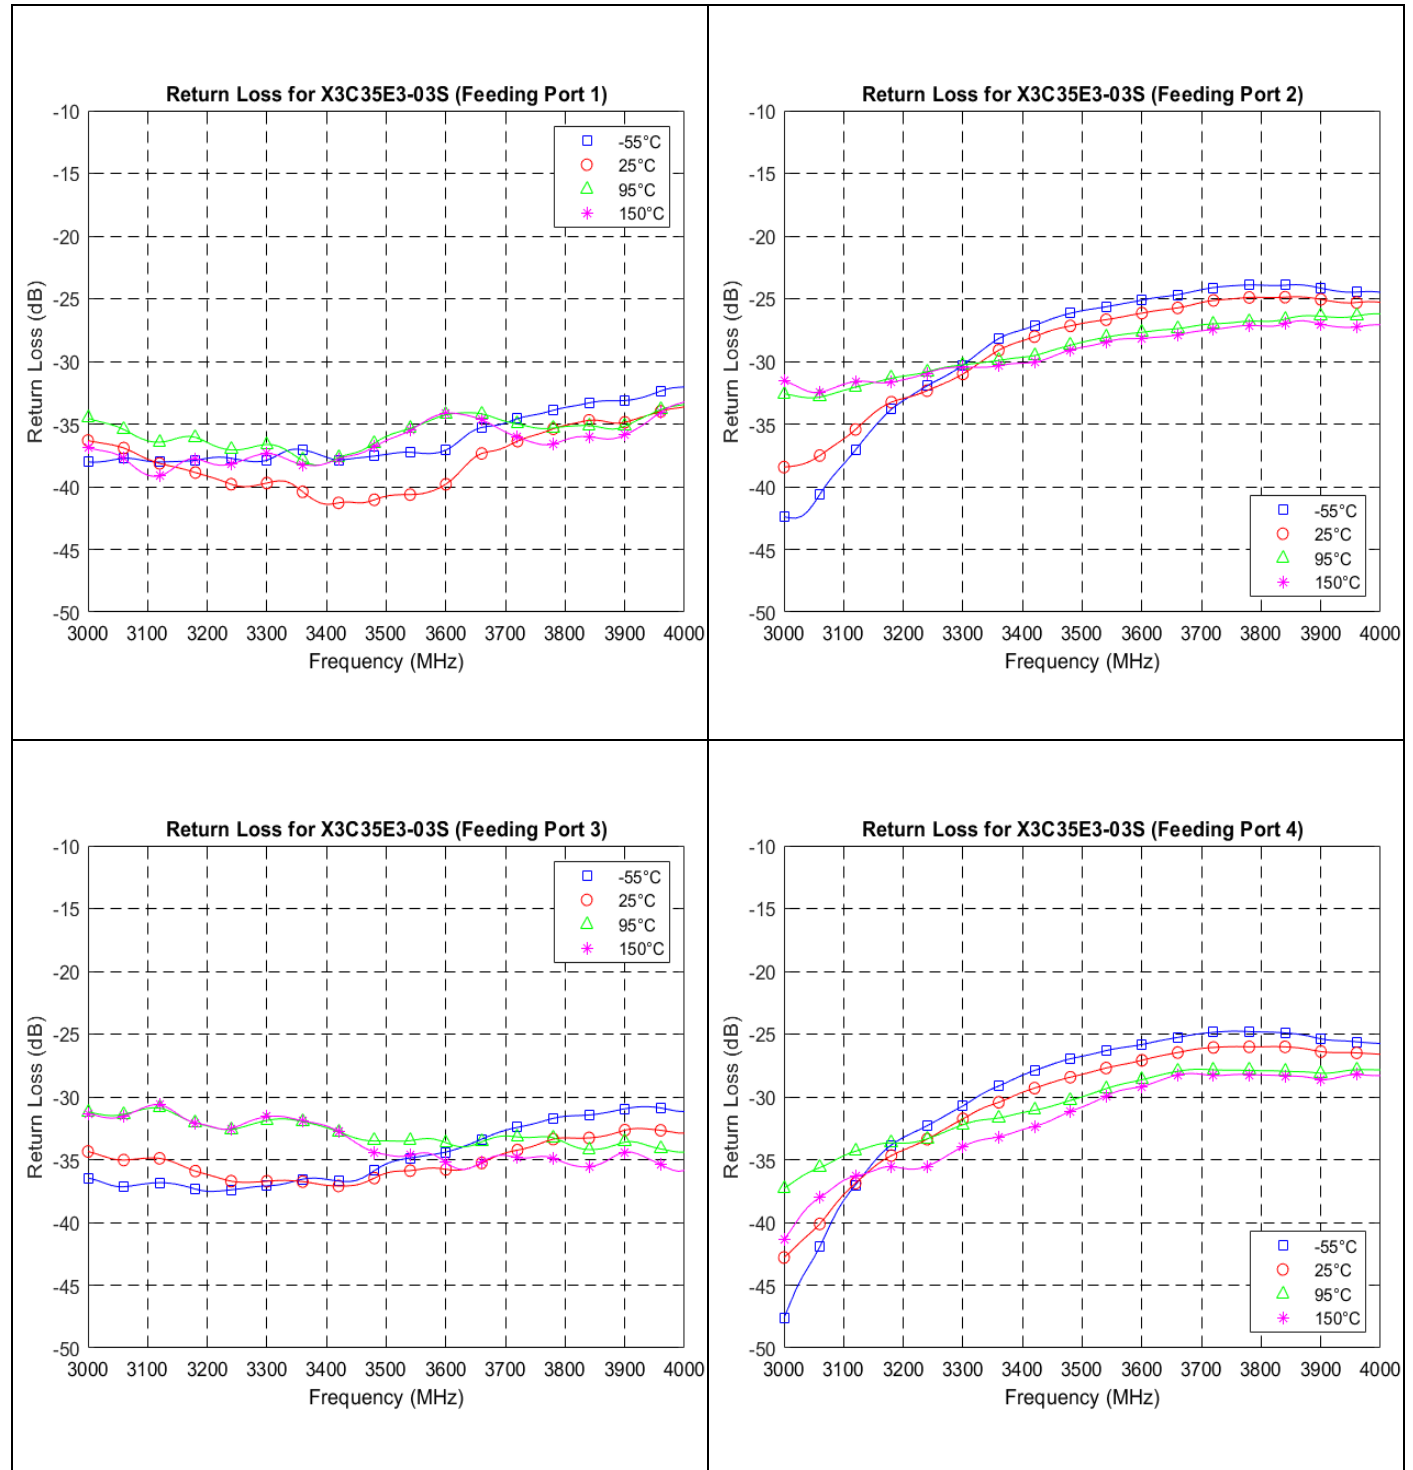 Return Loss for X3C35E3-03S (Feeding Port 1)
-10
-15
-20
-25
-30
-35
-40
-45
-50
Return Loss (dB)
-55°C
25°C
95°C
150°C
3000 3100 3200 3300 3400 3500 3600 3700 3800 3900 4000
Frequency (MHz)
Return Loss for X3C35E3-03S (Feeding Port 2)
-10
-15
-20
-25
-30
-35
-40
-45
-50
Return Loss (dB)
-55°C
25°C
95°C
150°C
3000 3100 3200 3300 3400 3500 3600 3700 3800 3900 4000
Frequency (MHz)
Return Loss for X3C35E3-03S (Feeding Port 3)
-10
-15
-20
-25
-30
-35
-40
-45
-50
Return Loss (dB)
-55°C
25°C
95°C
150°C
3000 3100 3200 3300 3400 3500 3600 3700 3800 3900 4000
Frequency (MHz)
Return Loss for X3C35E3-03S (Feeding Port 4)
-10
-15
-20
-25
-30
-35
-40
-45
-50
Return Loss (dB)
-55°C
25°C
95°C
150°C
3000 3100 3200 3300 3400 3500 3600 3700 3800 3900 4000
Frequency (MHz)